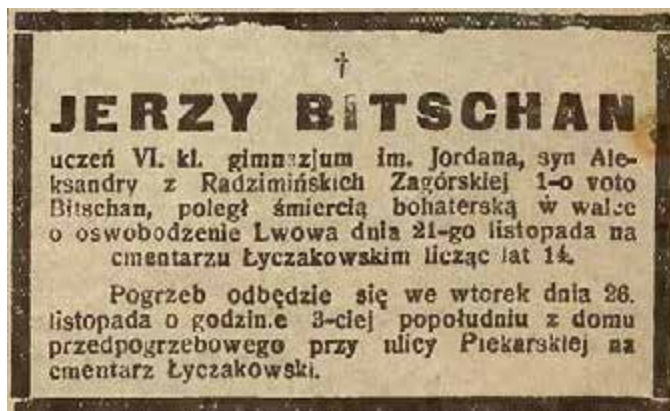 †
JERZY BITSCHAN
uczeń VI. kl. gimnazjum im. Jordana, syn Ale-
ksandry z Radzimińskich Zagórskiej 1-o voto
Bitschan, poległ śmiercią bohaterską w walce
o oswobodzenie Lwowa dnia 21-go listopada na
cmentarzu Łyczakowskim licząc lat 14.
Pogrzeb odbędzie się we wtorek dnia 26.
listopada o godzin.e 3-ciej popołudniu z domu
przedpogrzebowego przy ulicy Piekarskiej na
cmentarz Łyczakowski.